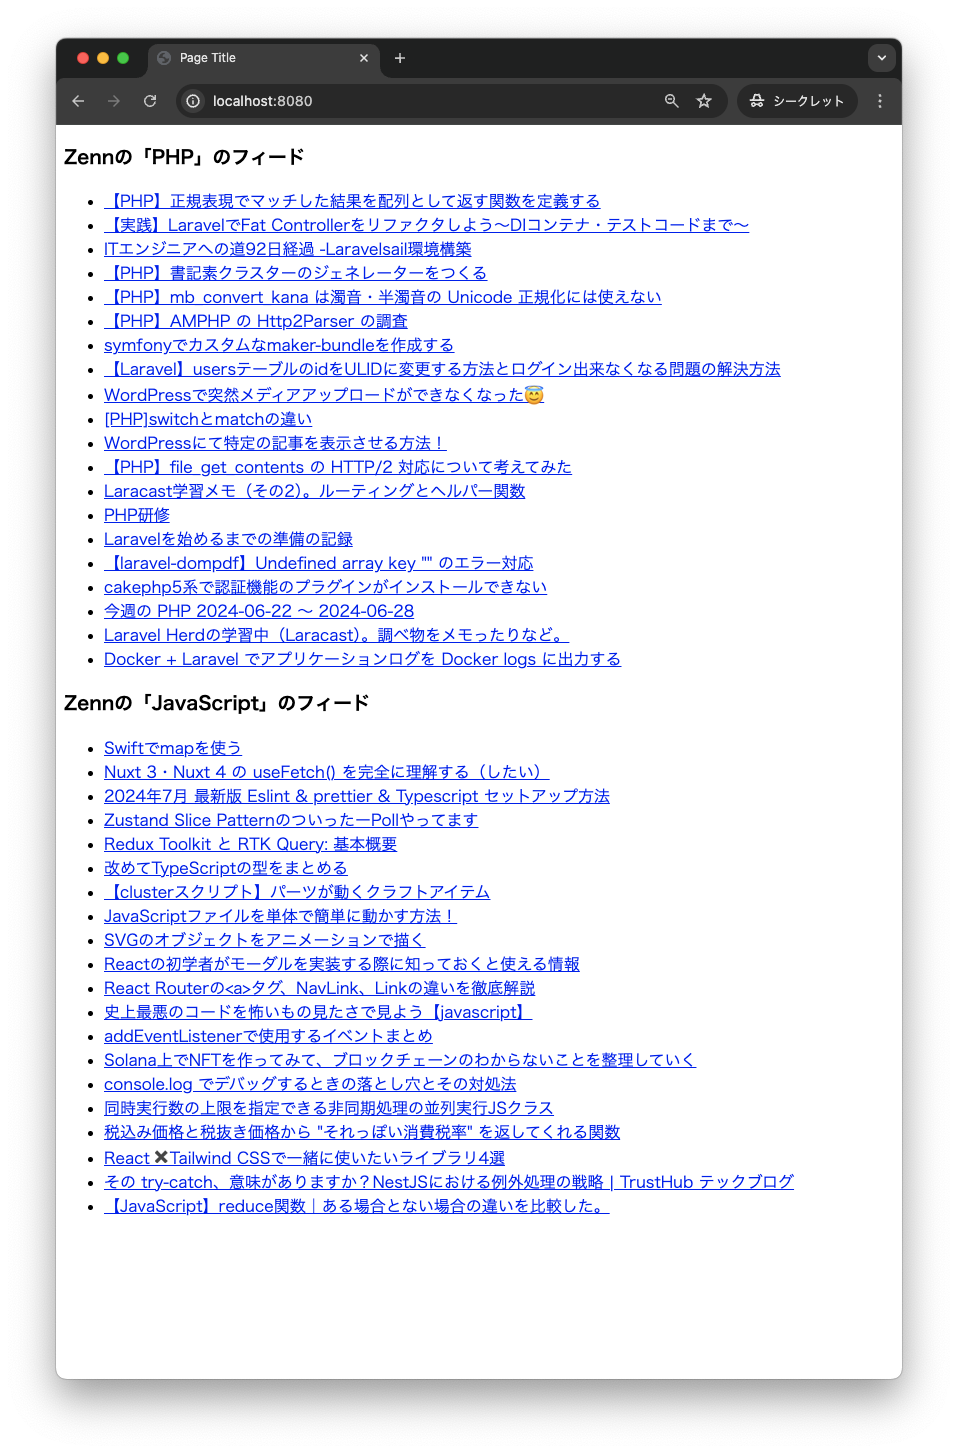 Page Title
localhost:8080
シークレット
Zennの「PHP」のフィード
【PHP】正規表現でマッチした結果を配列として返す関数を定義する
【実践】LaravelでFat Controllerをリファクタしよう〜DIコンテナ・テストコードまで〜
ITエンジニアへの道92日経過 -Laravelsail環境構築
【PHP】書記素クラスターのジェネレーターをつくる
【PHP】mb_convert_kana は濁音・半濁音の Unicode 正規化には使えない
【PHP】AMPHP の Http2Parser の調査
symfonyでカスタムなmaker-bundleを作成する
【Laravel】usersテーブルのidをULIDに変更する方法とログイン出来なくなる問題の解決方法
WordPressで突然メディアアップロードができなくなった😇
[PHP]switchとmatchの違い
WordPressにて特定の記事を表示させる方法！
【PHP】file_get_contents の HTTP/2 対応について考えてみた
Laracast学習メモ（その2）。ルーティングとヘルパー関数
PHP研修
Laravelを始めるまでの準備の記録
【laravel-dompdf】Undefined array key "" のエラー対応
cakephp5系で認証機能のプラグインがインストールできない
今週の PHP 2024-06-22 〜 2024-06-28
Laravel Herdの学習中（Laracast）。調べ物をメモったりなど。
Docker + Laravel でアプリケーションログを Docker logs に出力する
Zennの「JavaScript」のフィード
Swiftでmapを使う
Nuxt 3・Nuxt 4 の useFetch() を完全に理解する（したい）
2024年7月 最新版 Eslint & prettier & Typescript セットアップ方法
Zustand Slice PatternのついったーPollやってます
Redux Toolkit と RTK Query: 基本概要
改めてTypeScriptの型をまとめる
【clusterスクリプト】パーツが動くクラフトアイテム
JavaScriptファイルを単体で簡単に動かす方法！
SVGのオブジェクトをアニメーションで描く
Reactの初学者がモーダルを実装する際に知っておくと使える情報
React Routerの<a>タグ、NavLink、Linkの違いを徹底解説
史上最悪のコードを怖いもの見たさで見よう【javascript】
addEventListenerで使用するイベントまとめ
Solana上でNFTを作ってみて、ブロックチェーンのわからないことを整理していく
console.log でデバッグするときの落とし穴とその対処法
同時実行数の上限を指定できる非同期処理の並列実行JSクラス
税込み価格と税抜き価格から "それっぽい消費税率" を返してくれる関数
React ✖️Tailwind CSSで一緒に使いたいライブラリ4選
その try-catch、意味がありますか？NestJSにおける例外処理の戦略 | TrustHub テックブログ
【JavaScript】reduce関数｜ある場合とない場合の違いを比較した。